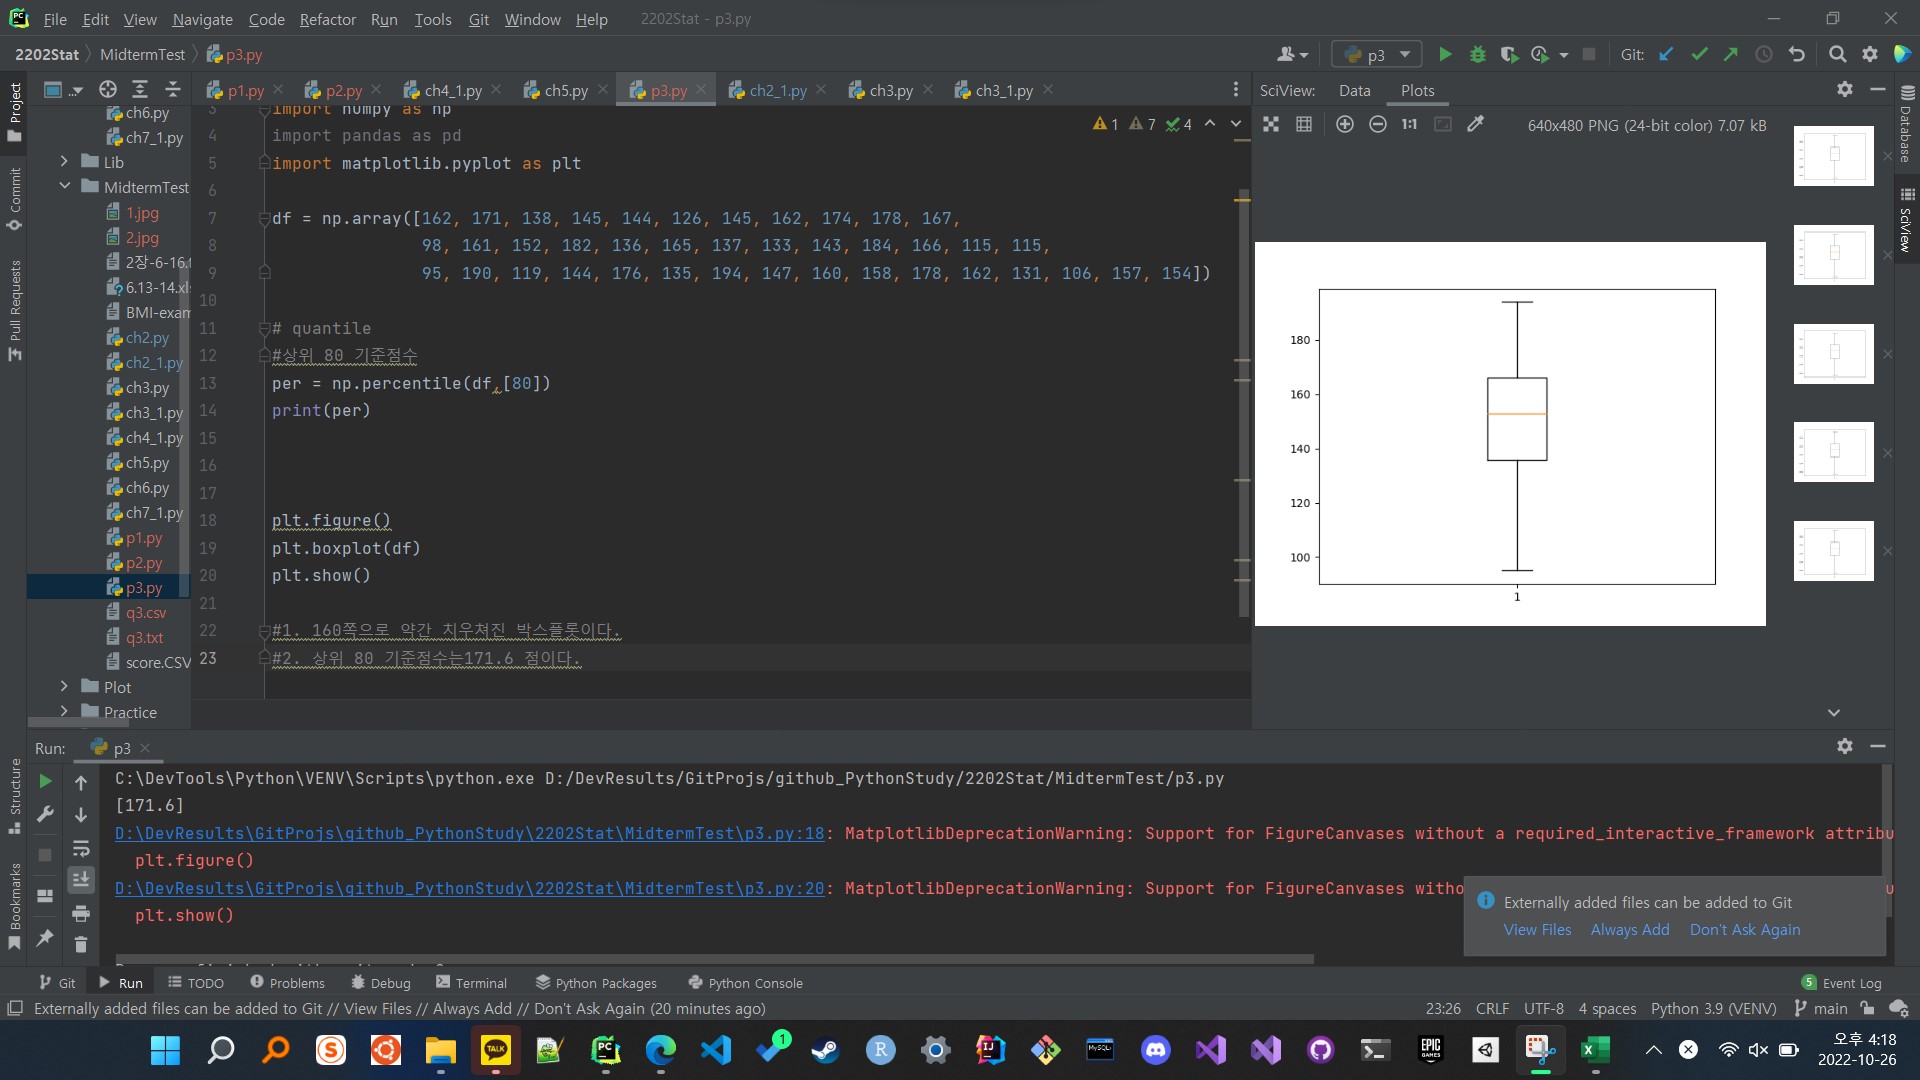 File Edit View Navigate Code Refactor Run Tools Git Window Help 2202Stat - p3.py
2202Stat MidtermTest p3.py
p3
Git:
Project
Commit
Pull Requests
Structure
Bookmarks
ch6.py
ch7_1.py
Lib
MidtermTest
1.jpg
2.jpg
2장-6-16.
6.13-14.xl
BMI-exam
ch2.py
ch2_1.py
ch3.py
ch3_1.py
ch4_1.py
ch5.py
ch6.py
ch7_1.py
p1.py
p2.py
p3.py
q3.csv
q3.txt
score.CSV
Plot
Practice
p1.py p2.py ch4_1.py ch5.py p3.py ch2_1.py ch3.py ch3_1.py
1 7 4
3 import numpy as np
4 import pandas as pd
5 import matplotlib.pyplot as plt
6
7 df = np.array([162, 171, 138, 145, 144, 126, 145, 162, 174, 178, 167,
8 98, 161, 152, 182, 136, 165, 137, 133, 143, 184, 166, 115, 115,
9 95, 190, 119, 144, 176, 135, 194, 147, 160, 158, 178, 162, 131, 106, 157, 154])
10
11 # quantile
12 #상위 80 기준점수
13 per = np.percentile(df,[80])
14 print(per)
15
16
17
18 plt.figure()
19 plt.boxplot(df)
20 plt.show()
21
22 #1. 160쪽으로 약간 치우쳐진 박스플롯이다.
23 #2. 상위 80 기준점수는171.6 점이다.
SciView: Data Plots
1:1 640x480 PNG (24-bit color) 7.07 kB
180
160
140
120
100
1
Database
SciView
Run: p3
C:\DevTools\Python\VENV\Scripts\python.exe D:/DevResults/GitProjs/github_PythonStudy/2202Stat/MidtermTest/p3.py
[171.6]
D:\DevResults\GitProjs\github_PythonStudy\2202Stat\MidtermTest\p3.py:18: MatplotlibDeprecationWarning: Support for FigureCanvases without a required_interactive_framework attribu
plt.figure()
D:\DevResults\GitProjs\github_PythonStudy\2202Stat\MidtermTest\p3.py:20: MatplotlibDeprecationWarning: Support for FigureCanvases witho
plt.show()
Externally added files can be added to Git
View Files Always Add Don't Ask Again
Git Run TODO Problems Debug Terminal Python Packages Python Console 5 Event Log
Externally added files can be added to Git // View Files // Always Add // Don't Ask Again (20 minutes ago) 23:26 CRLF UTF-8 4 spaces Python 3.9 (VENV) main
오후 4:18
2022-10-26